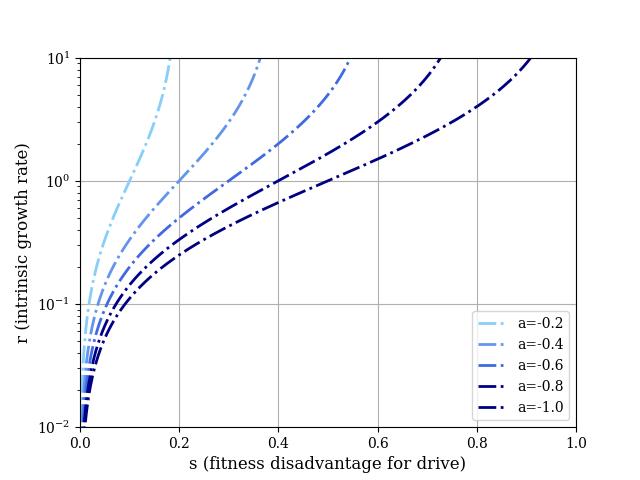 10¹
10⁰
10⁻¹
10⁻²
r (intrinsic growth rate)
a=-0.2
a=-0.4
a=-0.6
a=-0.8
a=-1.0
0.0 0.2 0.4 0.6 0.8 1.0
s (fitness disadvantage for drive)